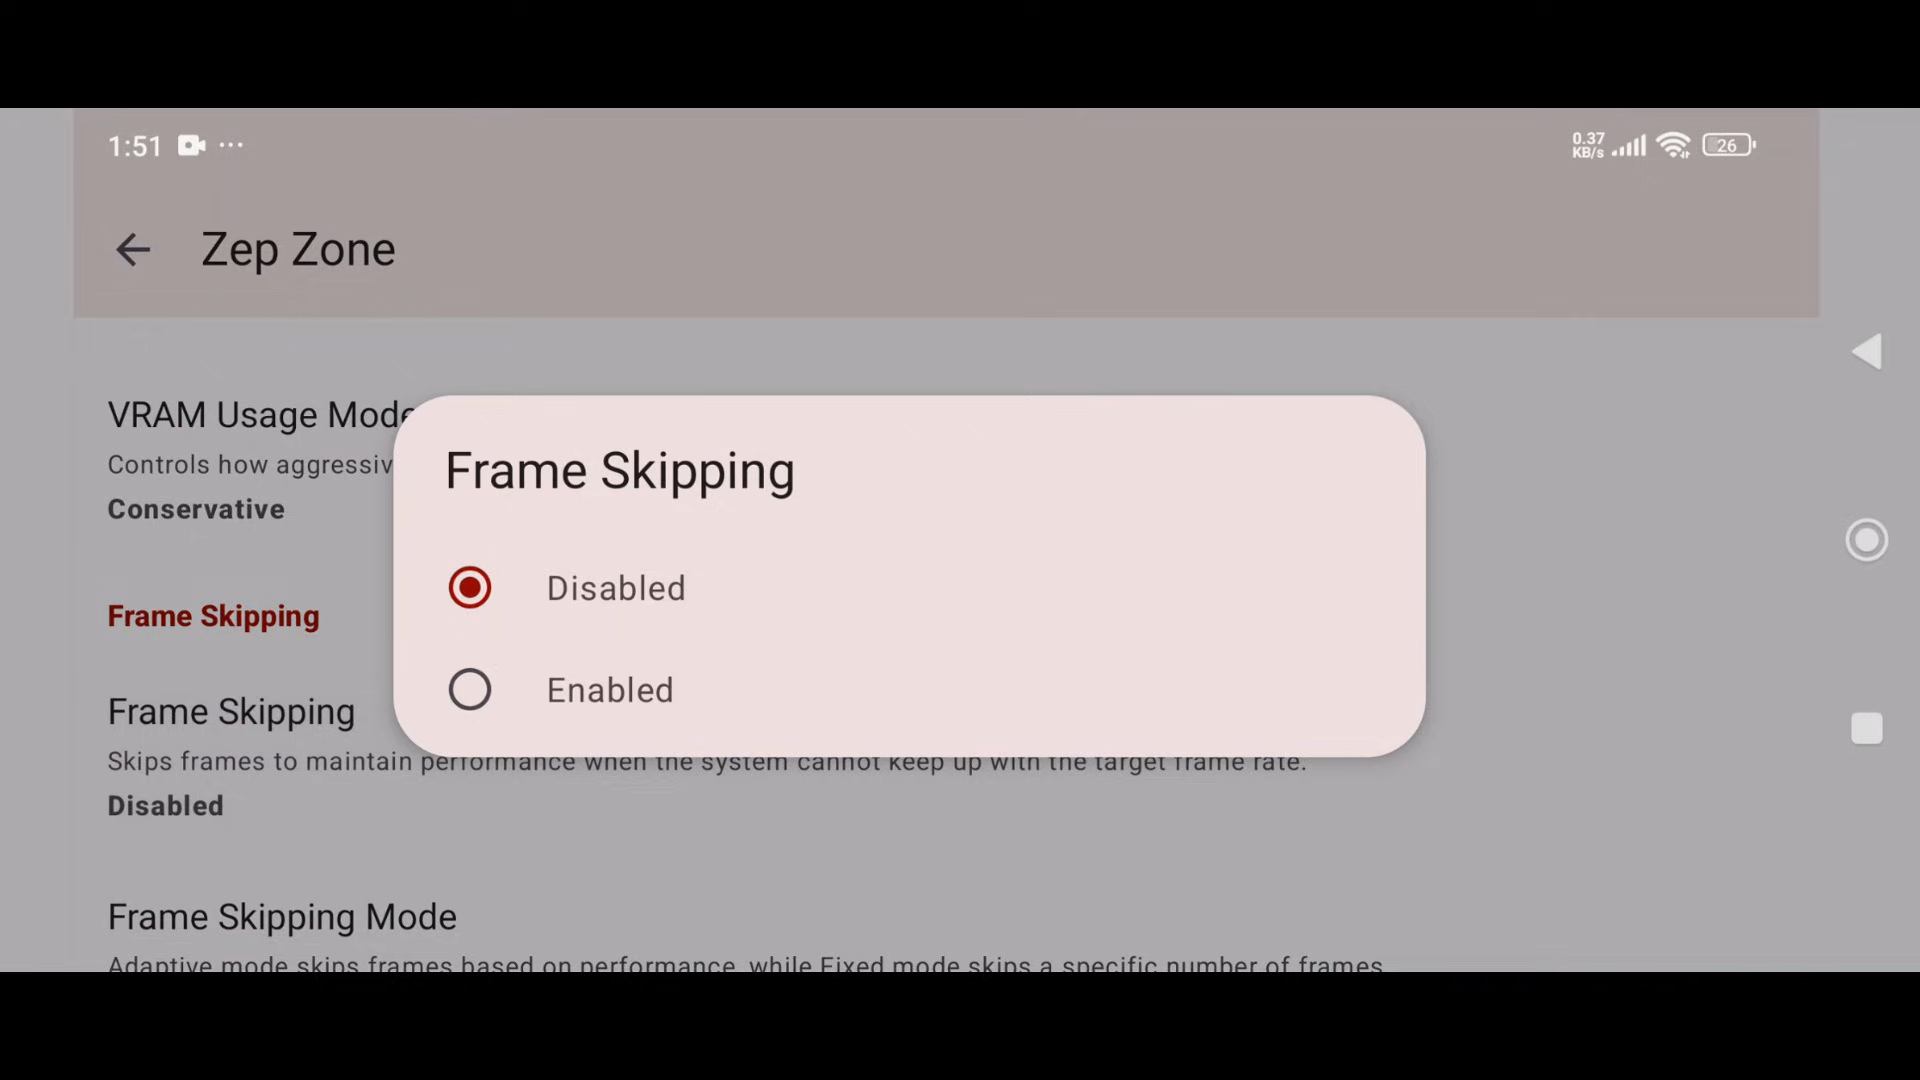 1:51
0.37
KB/s
26
Zep Zone
VRAM Usage Mode
Controls how aggressiv
Conservative
Frame Skipping
Disabled
Enabled
Frame Skipping
Frame Skipping
Skips frames to maintain performance when the system cannot keep up with the target frame rate.
Disabled
Frame Skipping Mode
Adaptive mode skips frames based on performance, while Fixed mode skips a specific number of frames